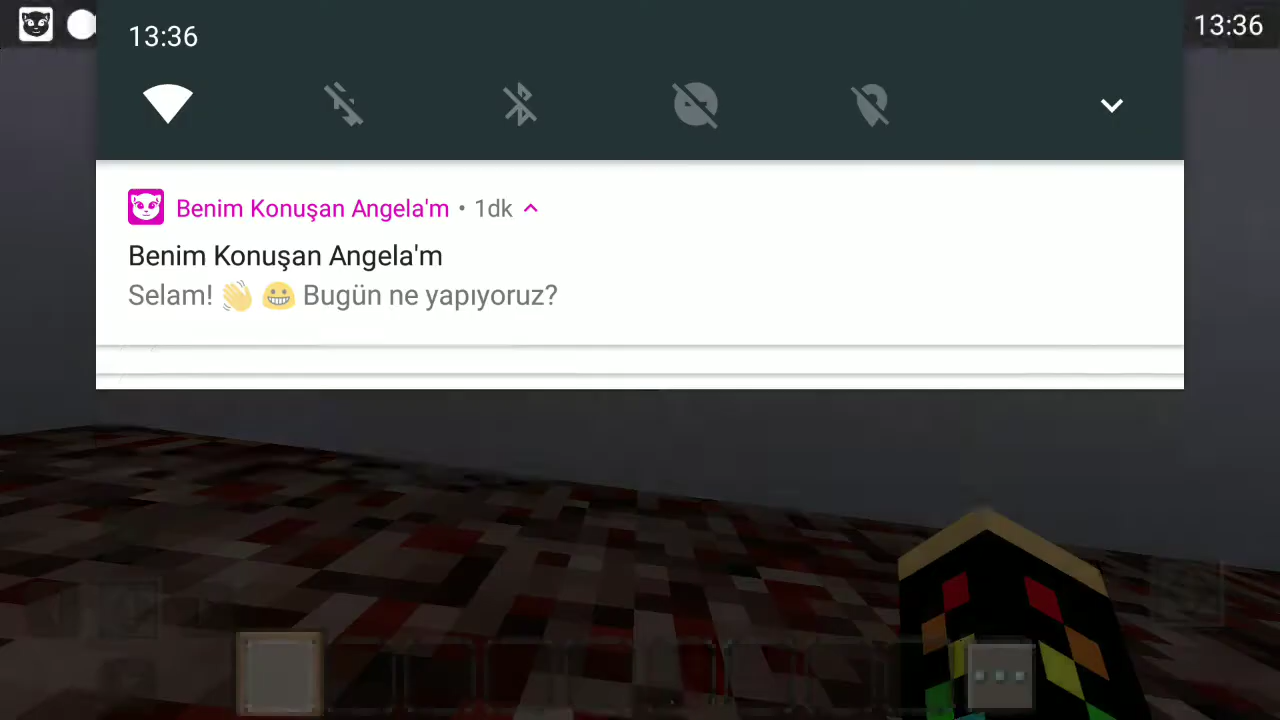 13:36
13:36
Benim Konuşan Angela'm • 1dk
Benim Konuşan Angela'm
Selam! 👋 😀 Bugün ne yapıyoruz?